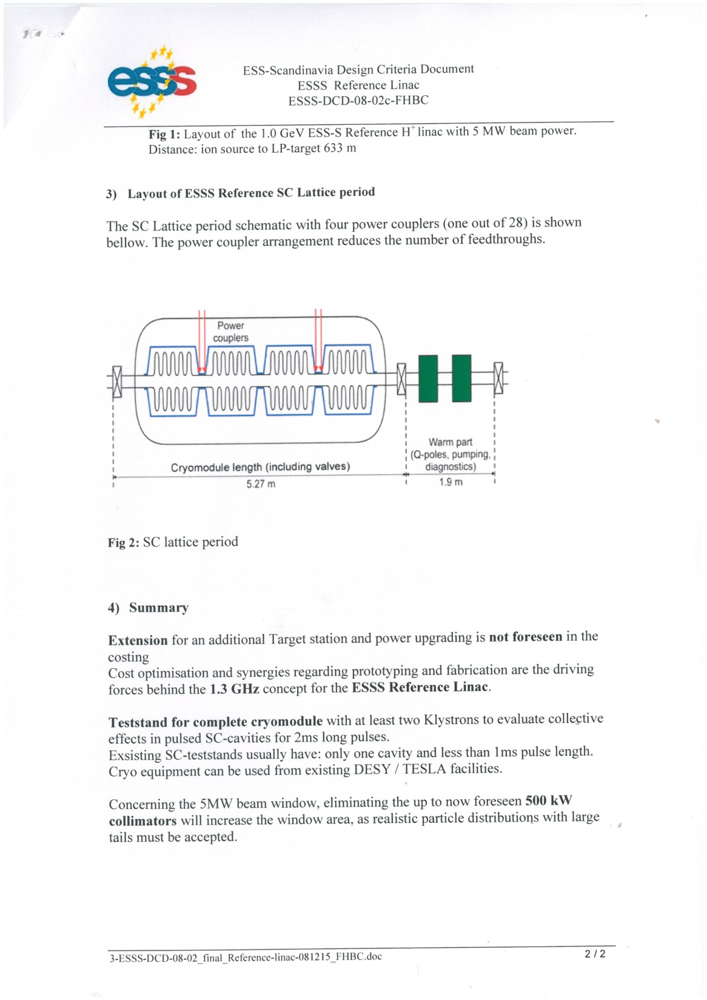 esss
ESS-Scandinavia Design Criteria Document
ESSS Reference Linac
ESSS-DCD-08-02c-FHBC
Fig 1: Layout of the 1.0 GeV ESS-S Reference H+ linac with 5 MW beam power.
Distance: ion source to LP-target 633 m
3) Layout of ESSS Reference SC Lattice period
The SC Lattice period schematic with four power couplers (one out of 28) is shown
bellow. The power coupler arrangement reduces the number of feedthroughs.
Power
couplers
Warm part
(Q-poles, pumping,
diagnostics)
Cryomodule length (including valves)
5.27 m
1.9 m
Fig 2: SC lattice period
4) Summary
Extension for an additional Target station and power upgrading is not foreseen in the
costing
Cost optimisation and synergies regarding prototyping and fabrication are the driving
forces behind the 1.3 GHz concept for the ESSS Reference Linac.
Teststand for complete cryomodule with at least two Klystrons to evaluate collective
effects in pulsed SC-cavities for 2ms long pulses.
Exsisting SC-teststands usually have: only one cavity and less than 1ms pulse length.
Cryo equipment can be used from existing DESY / TESLA facilities.
Concerning the 5MW beam window, eliminating the up to now foreseen 500 kW
collimators will increase the window area, as realistic particle distributions with large
tails must be accepted.
3-ESSS-DCD-08-02_final_Reference-linac-081215_FHBC.doc
2 / 2